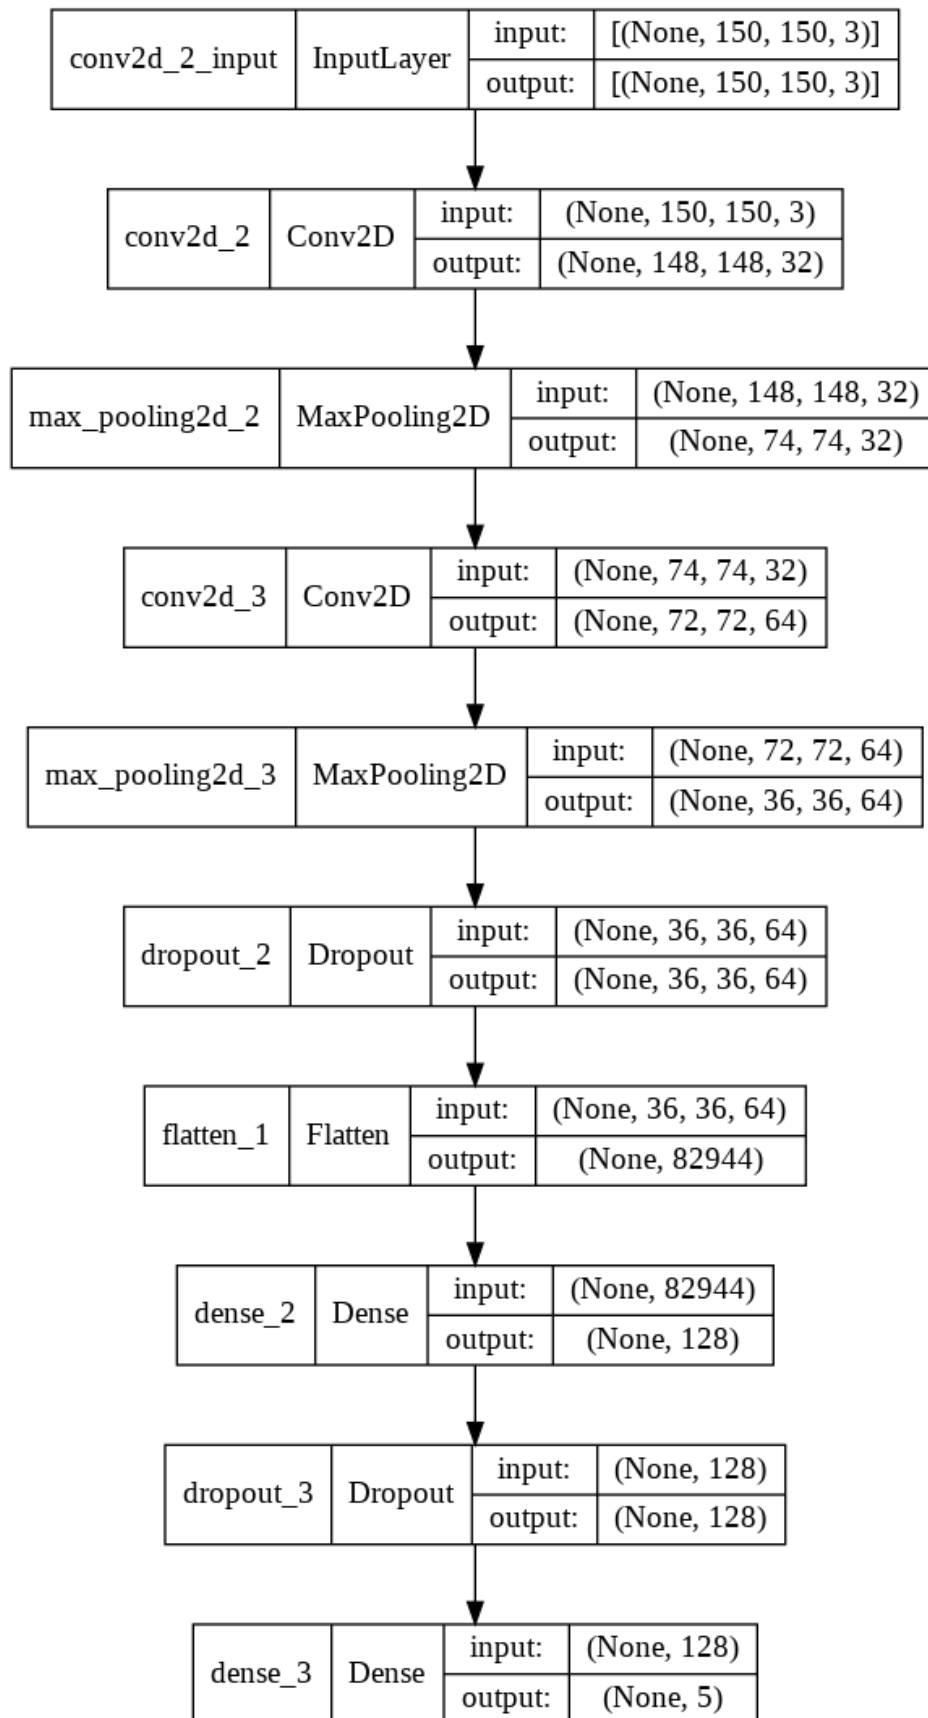 conv2d_2_input InputLayer input: [(None, 150, 150, 3)]
output: [(None, 150, 150, 3)]
conv2d_2 Conv2D input: (None, 150, 150, 3)
output: (None, 148, 148, 32)
max_pooling2d_2 MaxPooling2D input: (None, 148, 148, 32)
output: (None, 74, 74, 32)
conv2d_3 Conv2D input: (None, 74, 74, 32)
output: (None, 72, 72, 64)
max_pooling2d_3 MaxPooling2D input: (None, 72, 72, 64)
output: (None, 36, 36, 64)
dropout_2 Dropout input: (None, 36, 36, 64)
output: (None, 36, 36, 64)
flatten_1 Flatten input: (None, 36, 36, 64)
output: (None, 82944)
dense_2 Dense input: (None, 82944)
output: (None, 128)
dropout_3 Dropout input: (None, 128)
output: (None, 128)
dense_3 Dense input: (None, 128)
output: (None, 5)